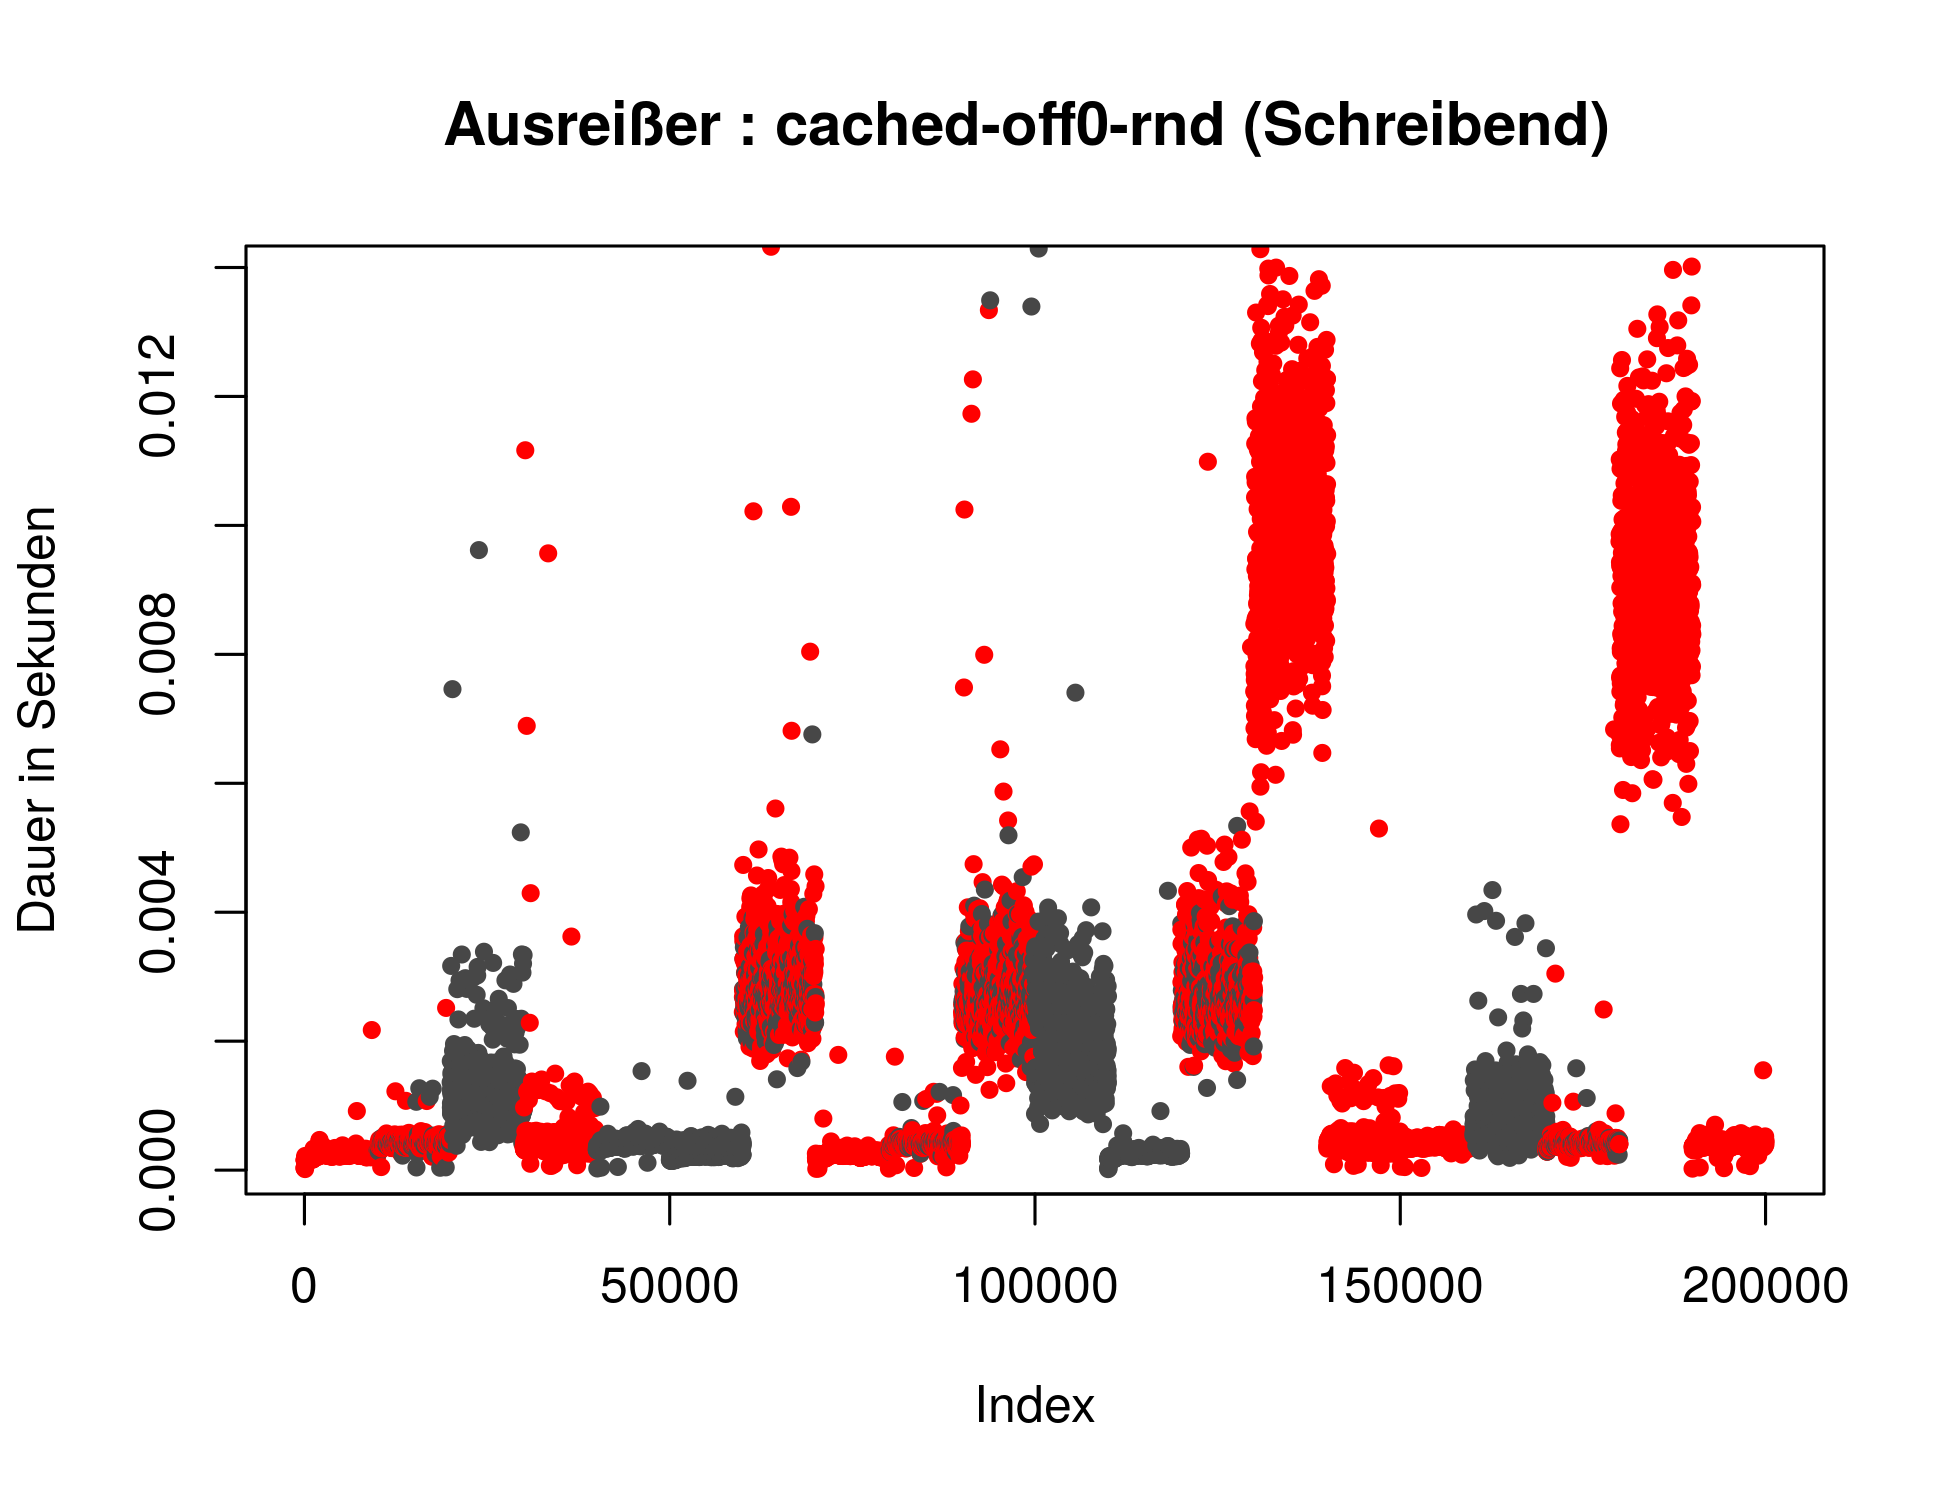 Ausreißer : cached-off0-rnd (Schreibend)
Dauer in Sekunden
0.012
0.008
0.004
0.000
0 50000 100000 150000 200000
Index